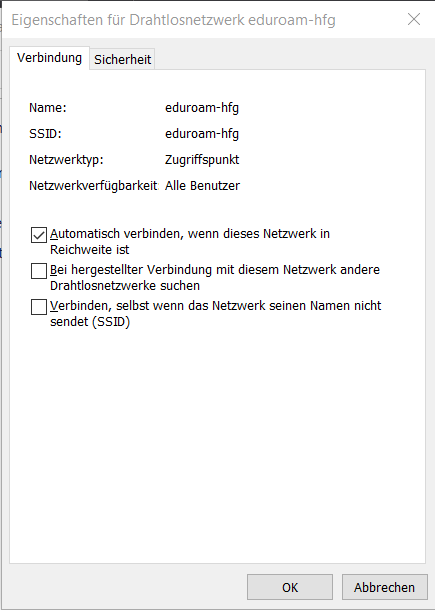 Eigenschaften für Drahtlosnetzwerk eduroam-hfg
Verbindung Sicherheit
Name: eduroam-hfg
SSID: eduroam-hfg
Netzwerktyp: Zugriffspunkt
Netzwerkverfügbarkeit Alle Benutzer
Automatisch verbinden, wenn dieses Netzwerk in
Reichweite ist
Bei hergestellter Verbindung mit diesem Netzwerk andere
Drahtlosnetzwerke suchen
Verbinden, selbst wenn das Netzwerk seinen Namen nicht
sendet (SSID)
OK Abbrechen